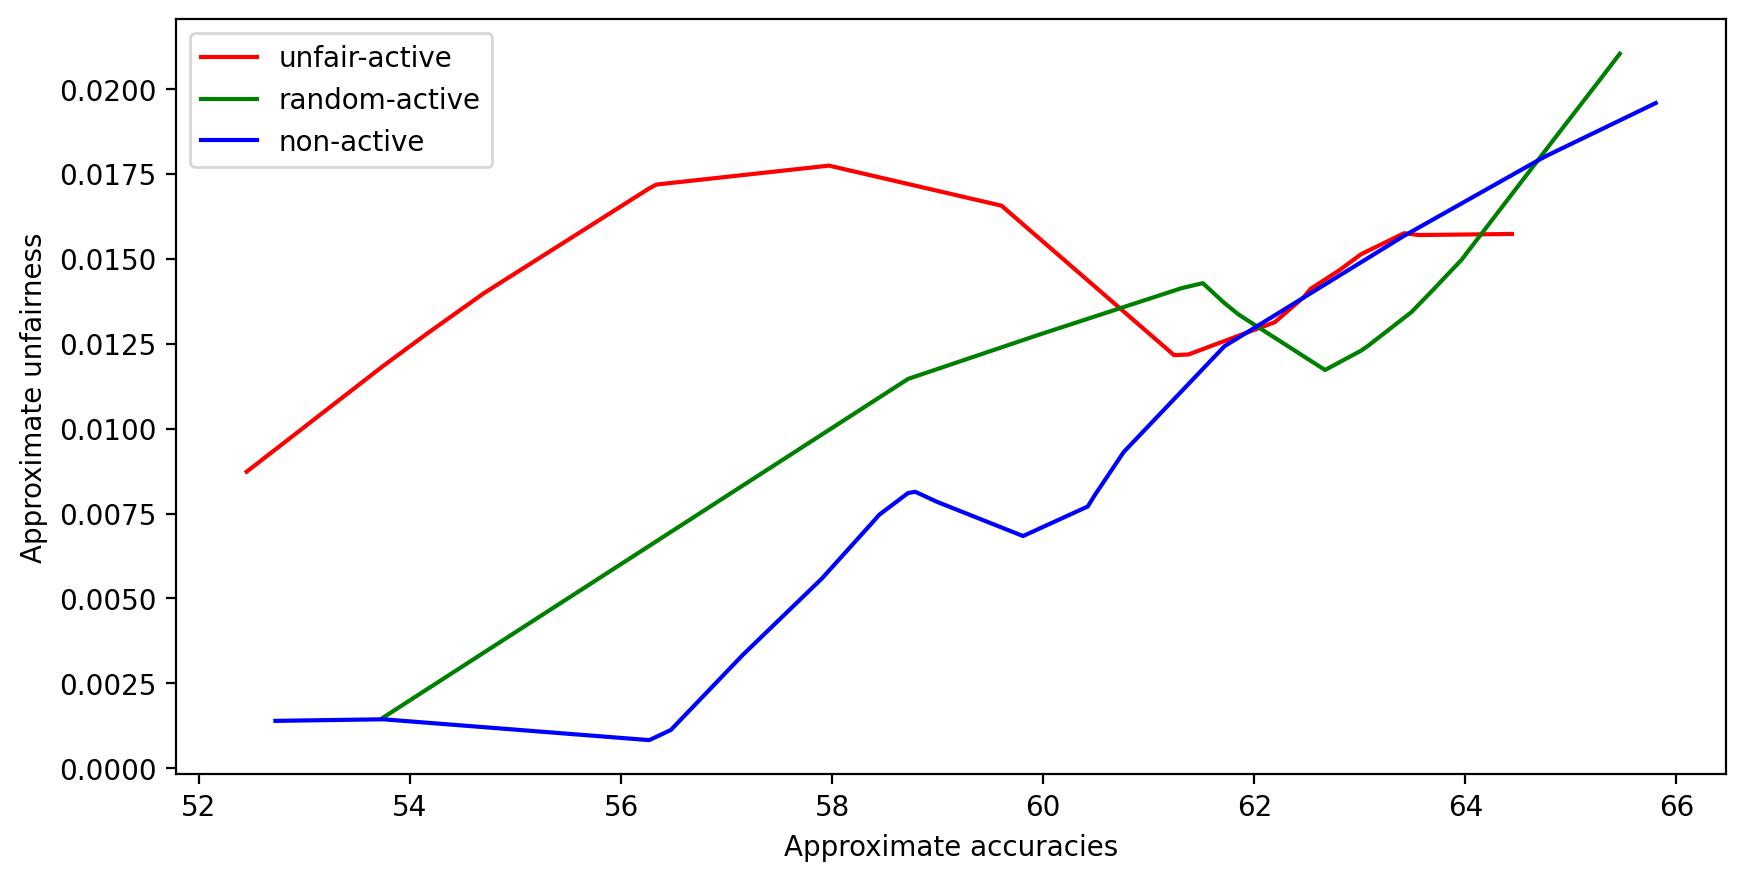 unfair-active
random-active
non-active
Approximate unfairness
0.0200
0.0175
0.0150
0.0125
0.0100
0.0075
0.0050
0.0025
0.0000
52 54 56 58 60 62 64 66
Approximate accuracies